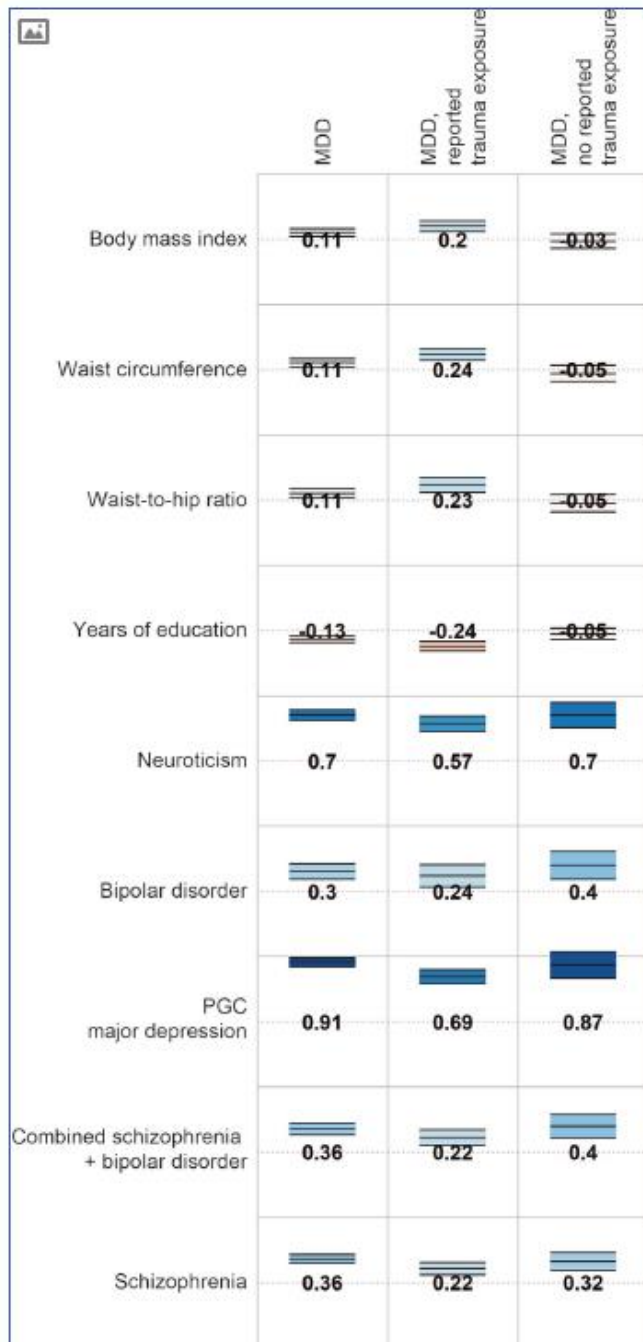 MDD
MDD,
reported
trauma exposure
MDD,
no reported
trauma exposure
Body mass index 0.11 0.2 -0.03
Waist circumference 0.11 0.24 -0.05
Waist-to-hip ratio 0.11 0.23 -0.05
Years of education -0.13 -0.24 -0.05
Neuroticism 0.7 0.57 0.7
Bipolar disorder 0.3 0.24 0.4
PGC
major depression 0.91 0.69 0.87
Combined schizophrenia
+ bipolar disorder 0.36 0.22 0.4
Schizophrenia 0.36 0.22 0.32